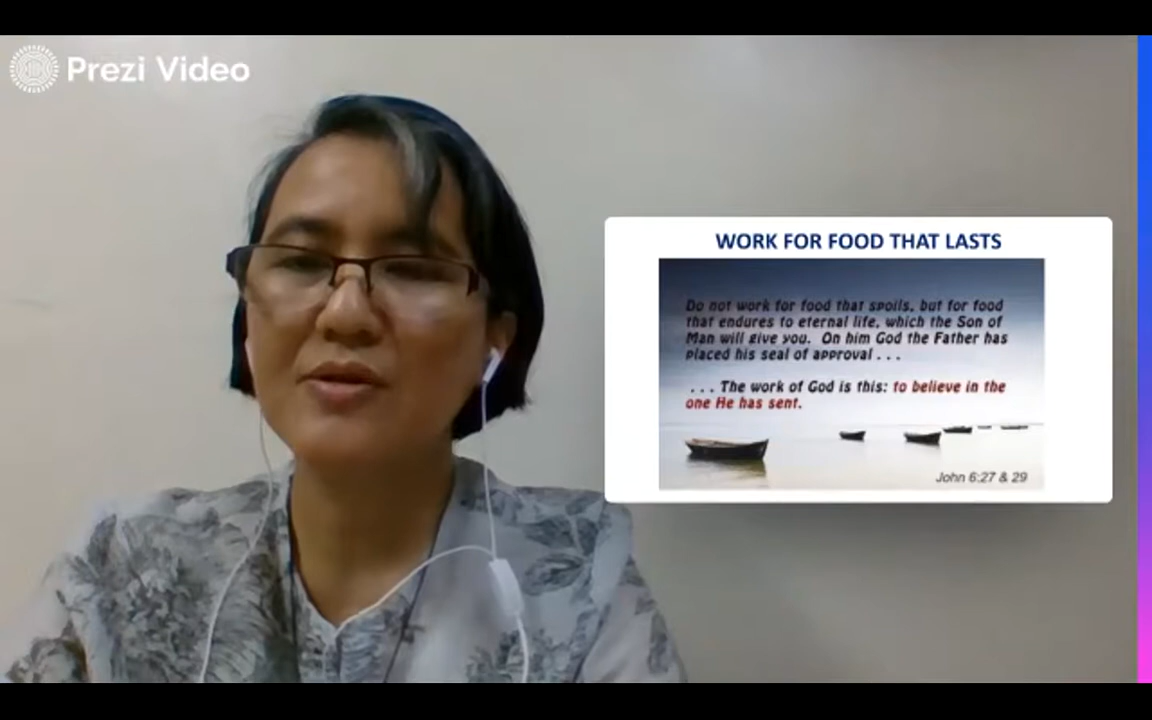 Prezi Video
WORK FOR FOOD THAT LASTS
Do not work for food that spoils, but for food
that endures to eternal life, which the Son of
Man will give you. On him God the Father has
placed his seal of approval . . .
. . . The work of God is this: to believe in the
one He has sent.
John 6:27 & 29